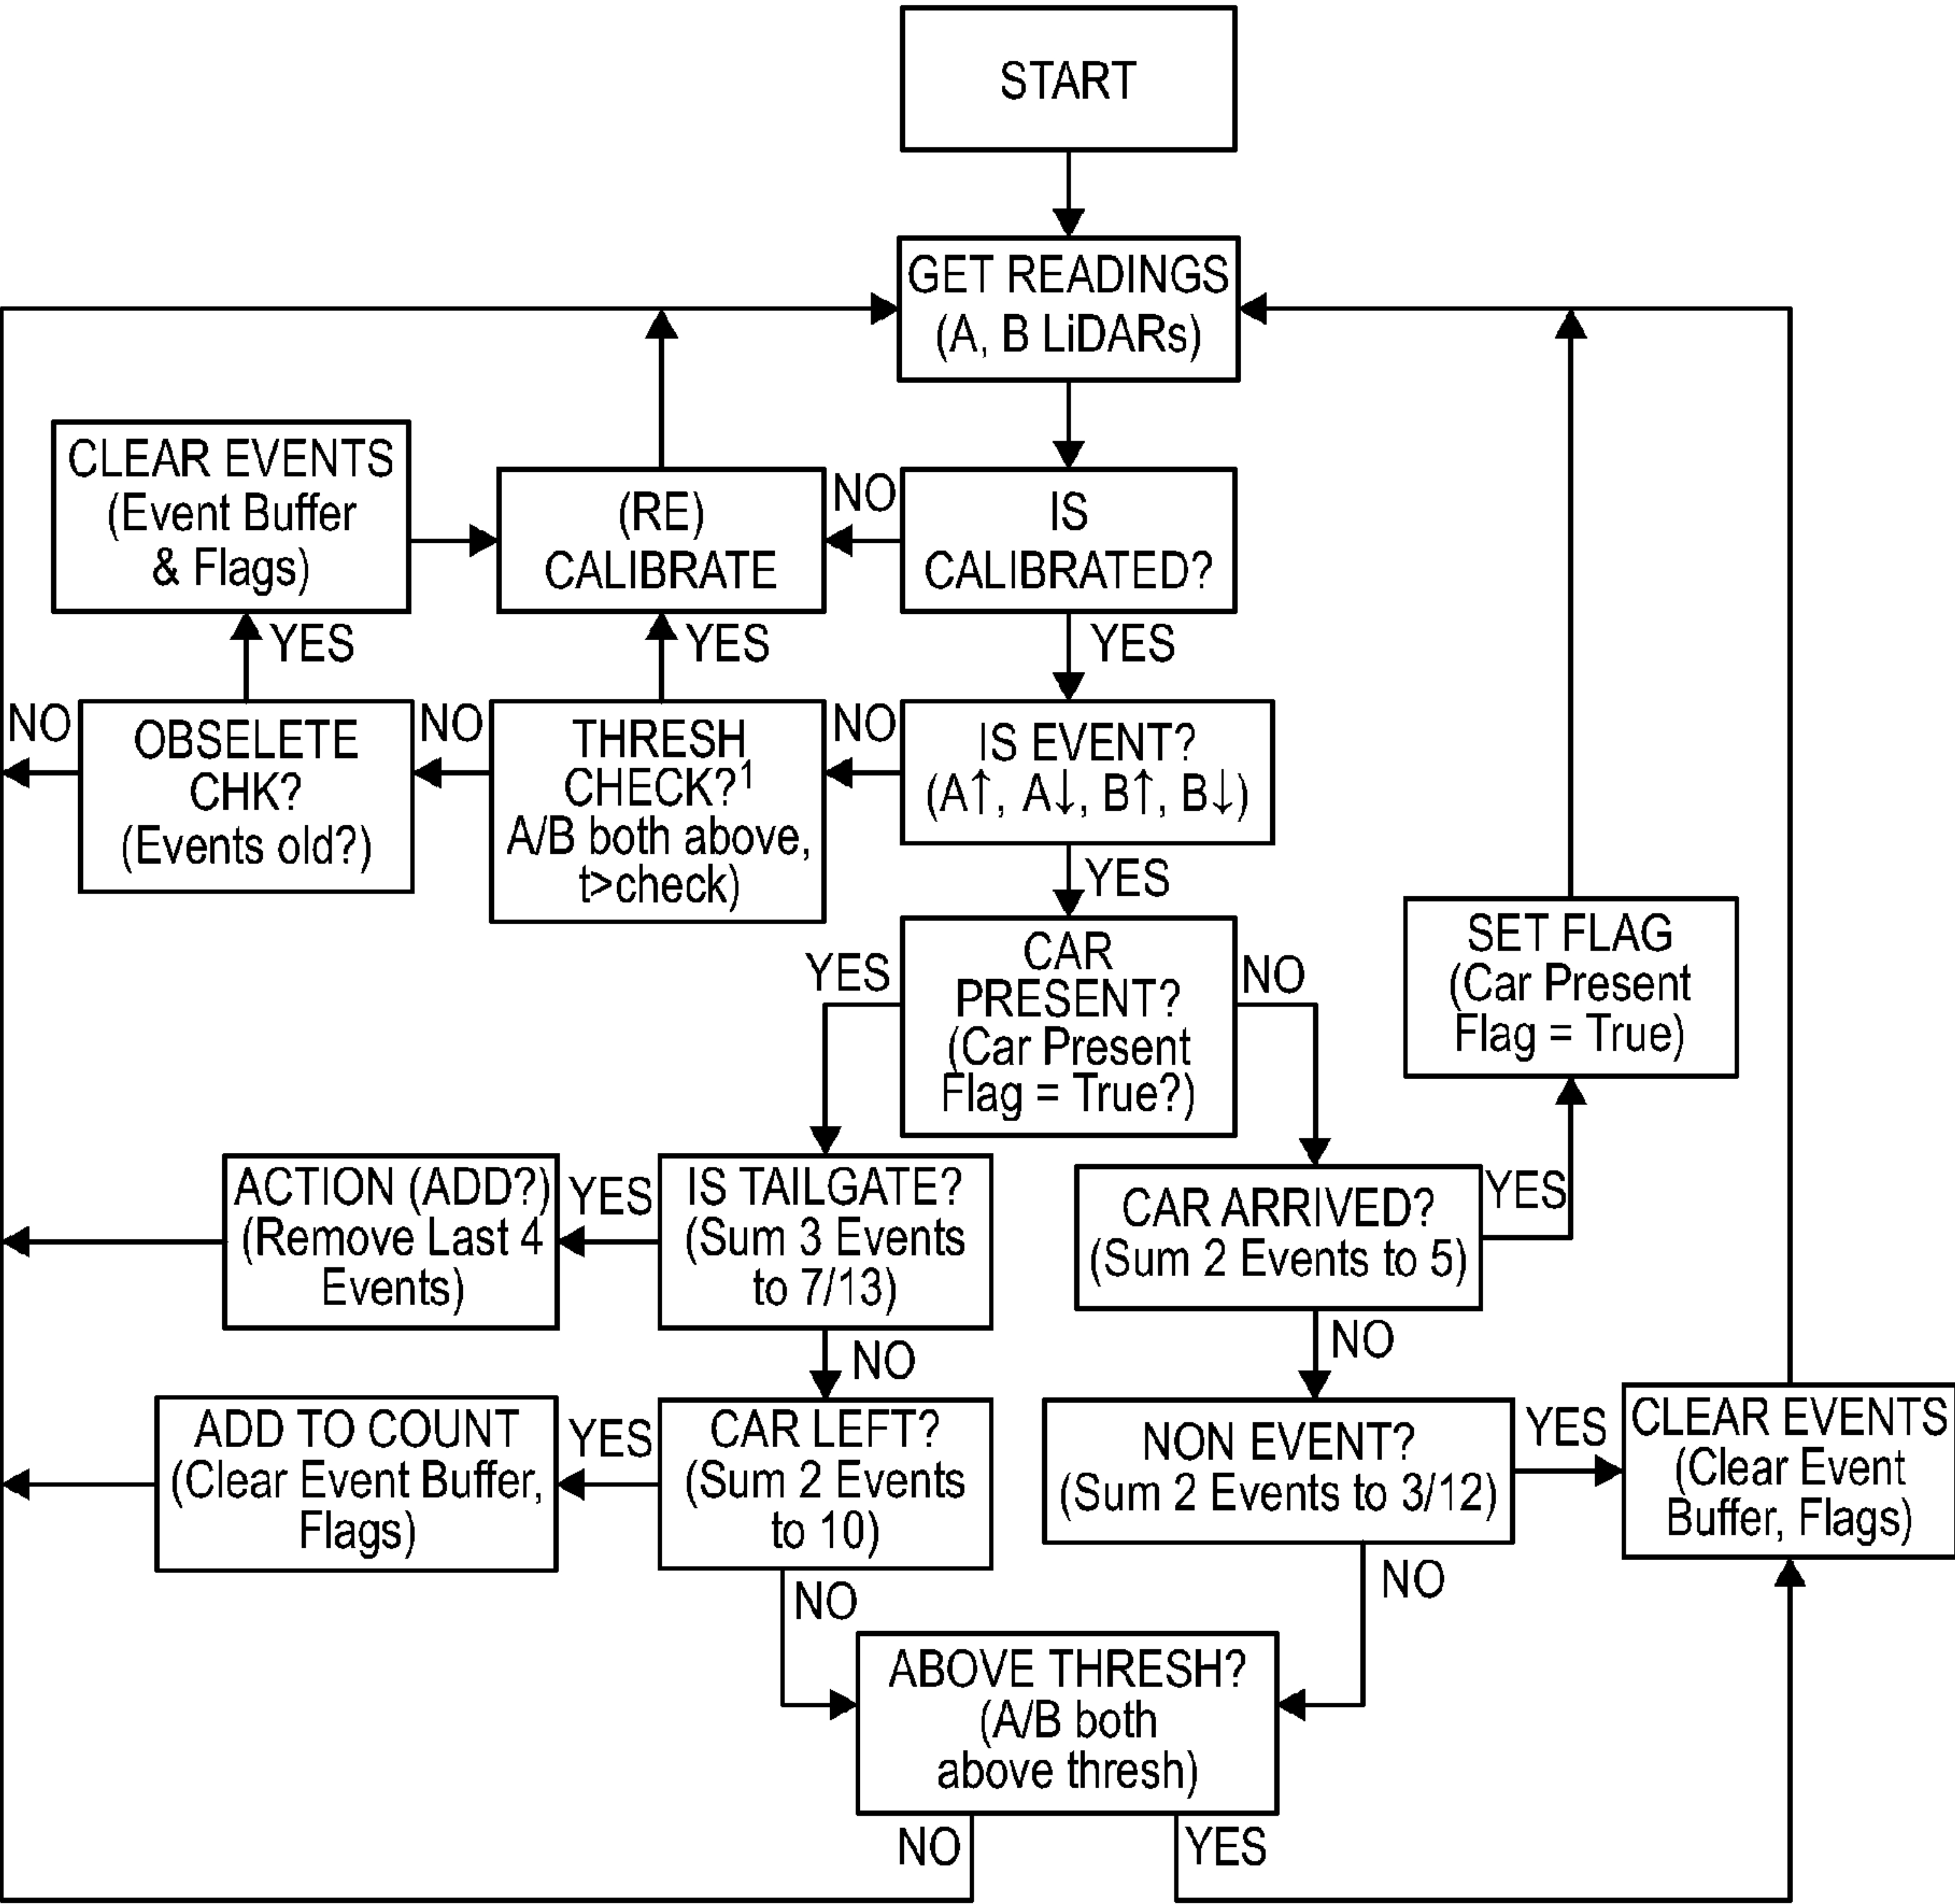 START
GET READINGS
(A, B LiDARs)
CLEAR EVENTS
(Event Buffer
& Flags)
(RE)
CALIBRATE
NO
IS
CALIBRATED?
YES
YES
YES
NO
OBSELETE
CHK?
(Events old?)
NO
THRESH
CHECK?¹
A/B both above,
t>check)
NO
IS EVENT?
(A↑, A↓, B↑, B↓)
YES
YES
CAR
PRESENT?
(Car Present
Flag = True?)
NO
SET FLAG
(Car Present
Flag = True)
ACTION (ADD?)
(Remove Last 4
Events)
YES
IS TAILGATE?
(Sum 3 Events
to 7/13)
CAR ARRIVED?
(Sum 2 Events to 5)
YES
NO
NO
ADD TO COUNT
(Clear Event Buffer,
Flags)
YES
CAR LEFT?
(Sum 2 Events
to 10)
NON EVENT?
(Sum 2 Events to 3/12)
YES
CLEAR EVENTS
(Clear Event
Buffer, Flags)
NO
NO
ABOVE THRESH?
(A/B both
above thresh)
NO
YES